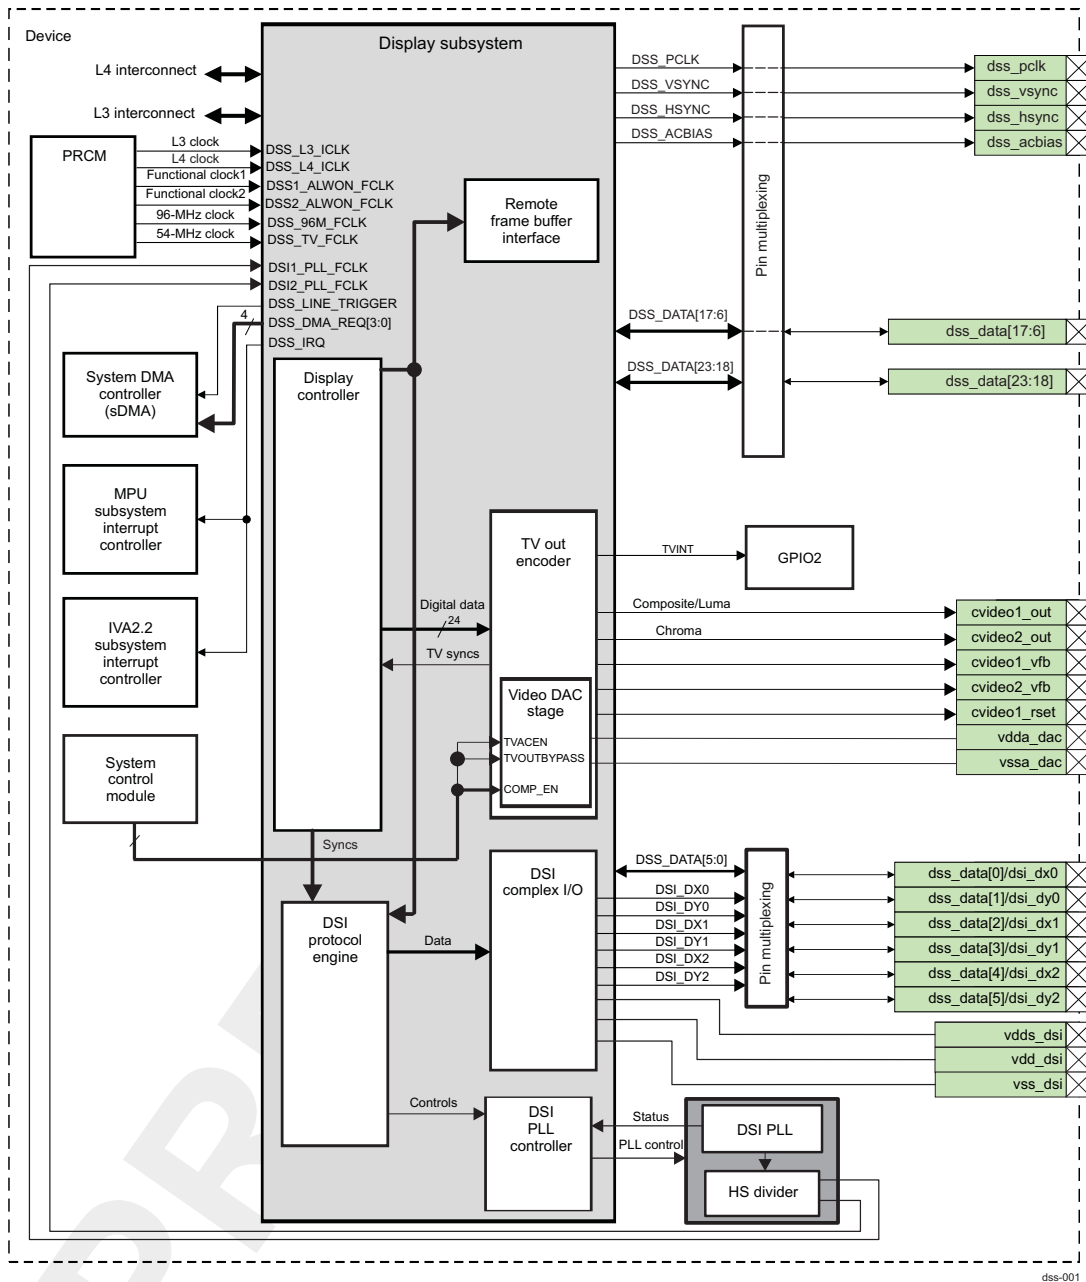 Device
Display subsystem
L4 interconnect
L3 interconnect
PRCM
L3 clock
L4 clock
Functional clock1
Functional clock2
96-MHz clock
54-MHz clock
DSS_L3_ICLK
DSS_L4_ICLK
DSS1_ALWON_FCLK
DSS2_ALWON_FCLK
DSS_96M_FCLK
DSS_TV_FCLK
DSI1_PLL_FCLK
DSI2_PLL_FCLK
DSS_LINE_TRIGGER
4
DSS_DMA_REQ[3:0]
DSS_IRQ
DSS_PCLK
DSS_VSYNC
DSS_HSYNC
DSS_ACBIAS
Pin multiplexing
dss_pclk
dss_vsync
dss_hsync
dss_acbias
Remote
frame buffer
interface
DSS_DATA[17:6]
DSS_DATA[23:18]
dss_data[17:6]
dss_data[23:18]
System DMA
controller
(sDMA)
Display
controller
MPU
subsystem
interrupt
controller
IVA2.2
subsystem
interrupt
controller
System
control
module
TV out
encoder
TVINT
GPIO2
Digital data
24
TV syncs
Composite/Luma
Chroma
cvideo1_out
cvideo2_out
cvideo1_vfb
cvideo2_vfb
cvideo1_rset
vdda_dac
vssa_dac
Video DAC
stage
TVACEN
TVOUTBYPASS
COMP_EN
Syncs
DSI
protocol
engine
Data
DSI
complex I/O
DSS_DATA[5:0]
DSI_DX0
DSI_DY0
DSI_DX1
DSI_DY1
DSI_DX2
DSI_DY2
Pin multiplexing
dss_data[0]/dsi_dx0
dss_data[1]/dsi_dy0
dss_data[2]/dsi_dx1
dss_data[3]/dsi_dy1
dss_data[4]/dsi_dx2
dss_data[5]/dsi_dy2
vdds_dsi
vdd_dsi
vss_dsi
Controls
DSI
PLL
controller
Status
PLL control
DSI PLL
HS divider
dss-001